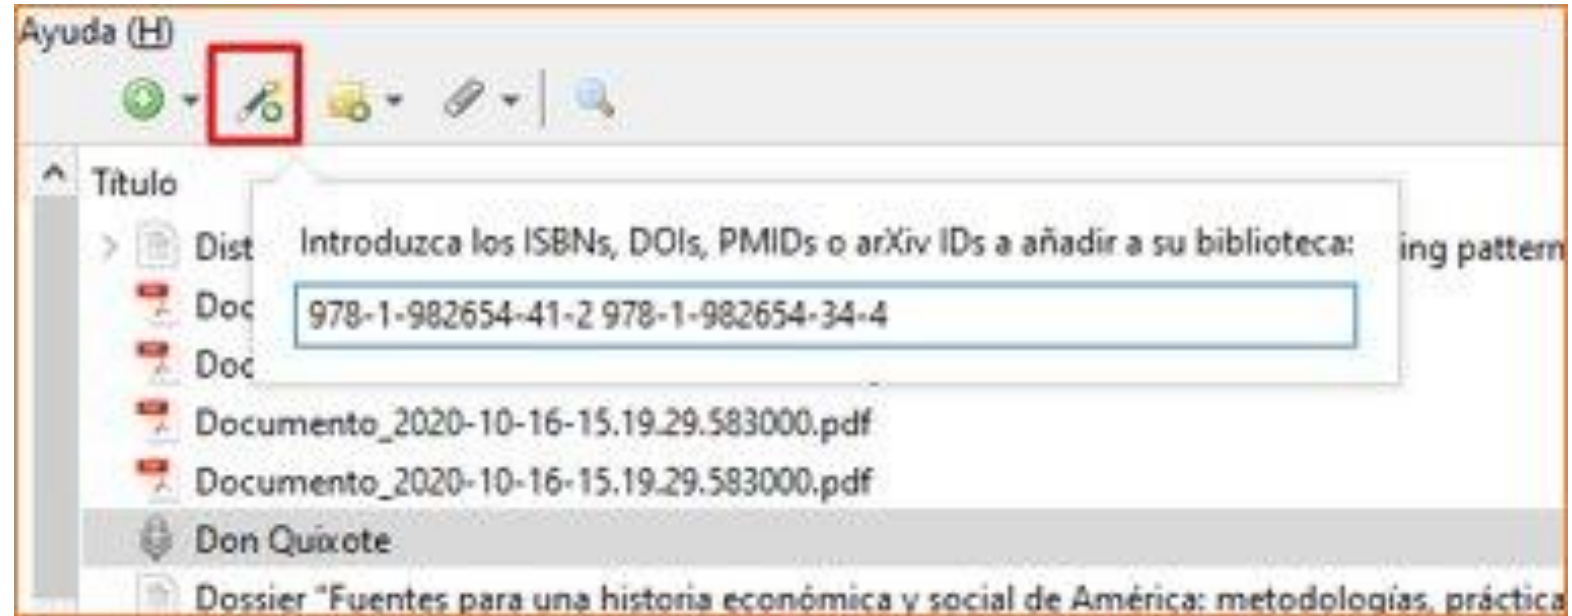 Ayuda (H)
Título
Dist
Introduzca los ISBNs, DOIs, PMIDs o arXiv IDs a añadir a su biblioteca:
ing pattern
Doc
978-1-982654-41-2 978-1-982654-34-4
Doc
Documento_2020-10-16-15.19.29.583000.pdf
Documento_2020-10-16-15.19.29.583000.pdf
Don Quixote
Dossier "Fuentes para una historia económica y social de América: metodologías, práctica